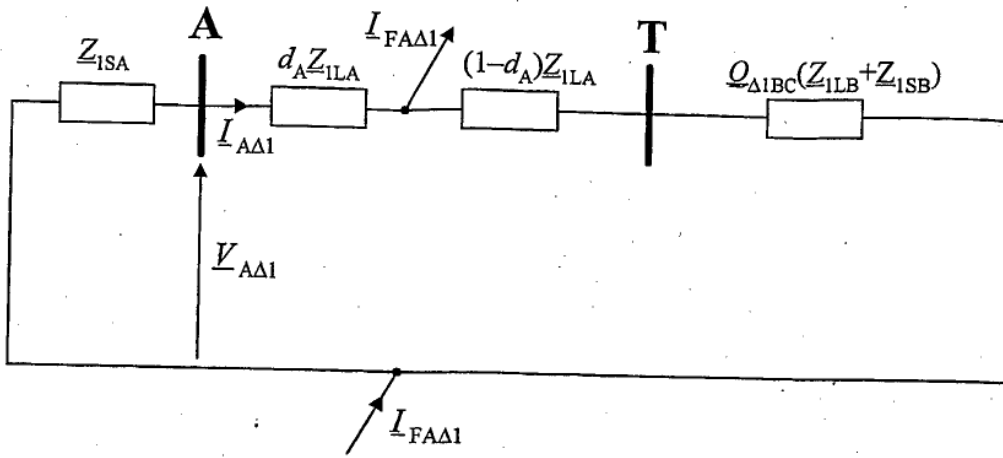 A
T
Z1SA
dAZ1LA
IFAΔ1
(1−dA)Z1LA
QΔ1BC(Z1LB+Z1SB)
IAΔ1
VAΔ1
IFAΔ1